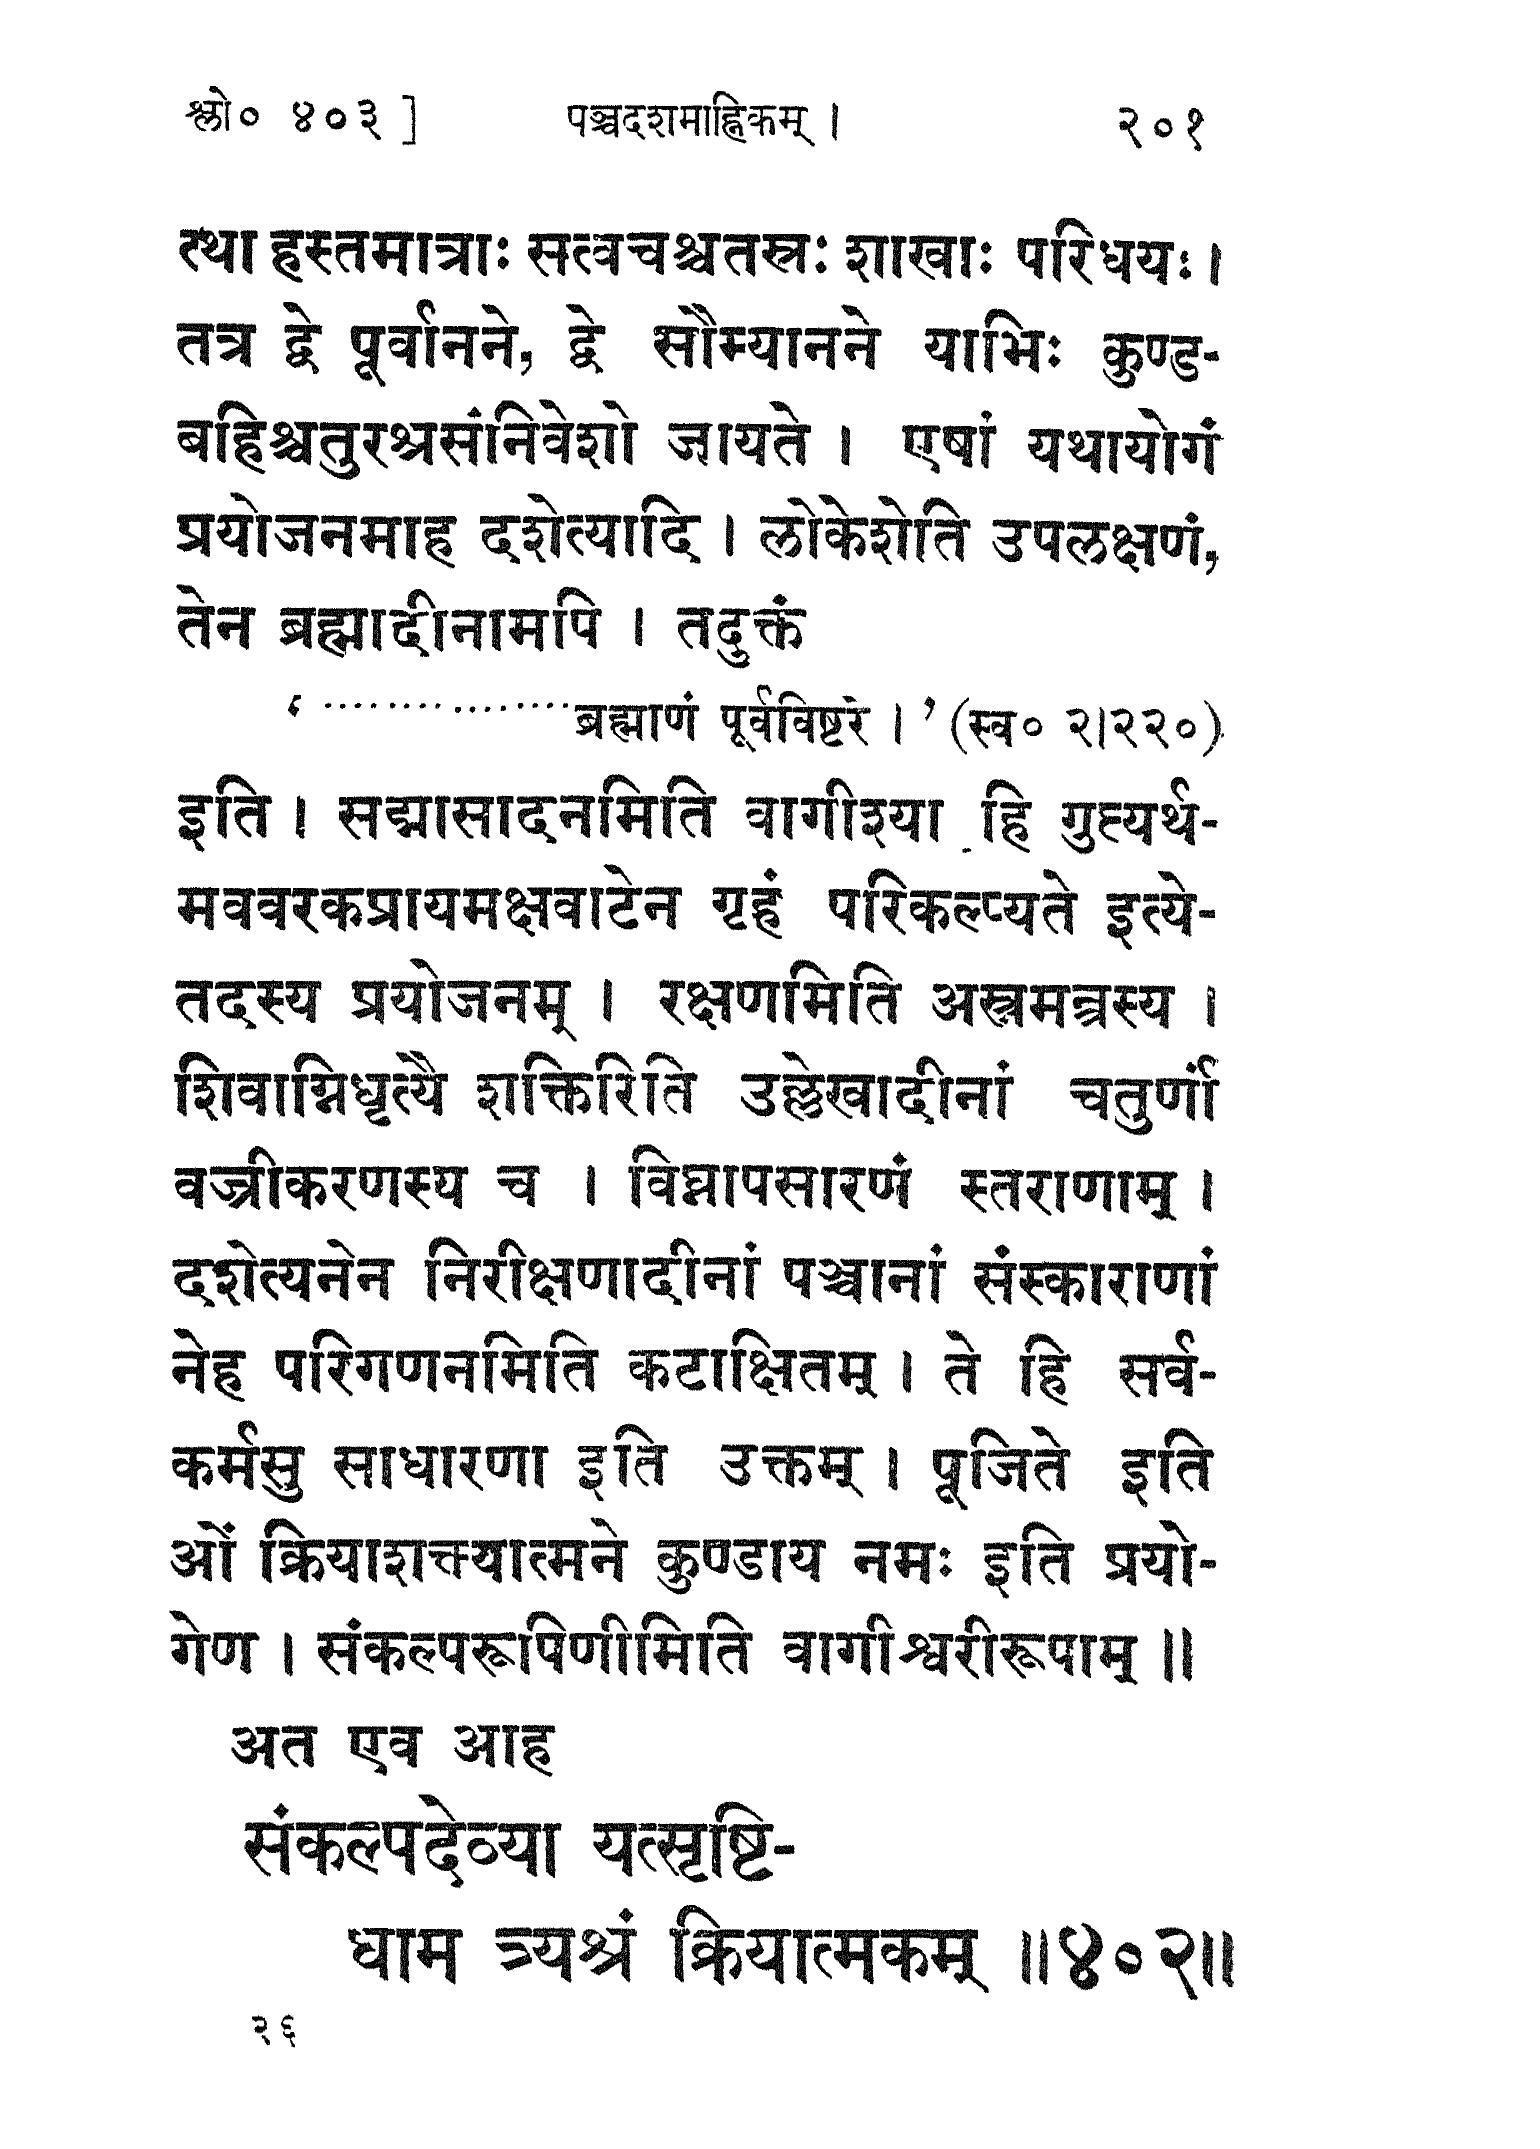 श्लो० ४०३ ] पञ्चदशमाह्निकम् । २०१
त्था हस्तमात्राः सत्वचश्चतस्रः शाखाः परिधयः ।
तत्र द्वे पूर्वानने, द्वे सौम्यानने याभिः कुण्ड-
बहिश्चतुरश्रसंनिवेशो जायते । एषां यथायोगं
प्रयोजनमाह दशेत्यादि । लोकेशेति उपलक्षणं,
तेन ब्रह्मादीनामपि । तदुक्तं
‘....................ब्रह्माणं पूर्वविष्टरे ।’ (स्व० २।२२०)
इति । सद्मासादनमिति वागीश्या हि गुह्यर्थ-
मववरकप्रायमक्षवाटेन गृहं परिकल्प्यते इत्ये-
तदस्य प्रयोजनम् । रक्षणमिति अस्त्रमन्त्रस्य ।
शिवाग्निधृत्यै शक्तिरिति उल्लेखादीनां चतुर्णां
वज्रीकरणस्य च । विघ्नापसारणं स्तराणाम् ।
दशेत्यनेन निरीक्षणादीनां पञ्चानां संस्काराणां
नेह परिगणनमिति कटाक्षितम् । ते हि सर्व-
कर्मसु साधारणा इति उक्तम् । पूजिते इति
ओं क्रियाशक्त्यात्मने कुण्डाय नमः इति प्रयो-
गेण । संकल्परूपिणीमिति वागीश्वरीरूपाम् ॥
अत एव आह
संकल्पदेव्या यत्सृष्टि-
धाम त्र्यश्रं क्रियात्मकम् ॥४०२॥
२६